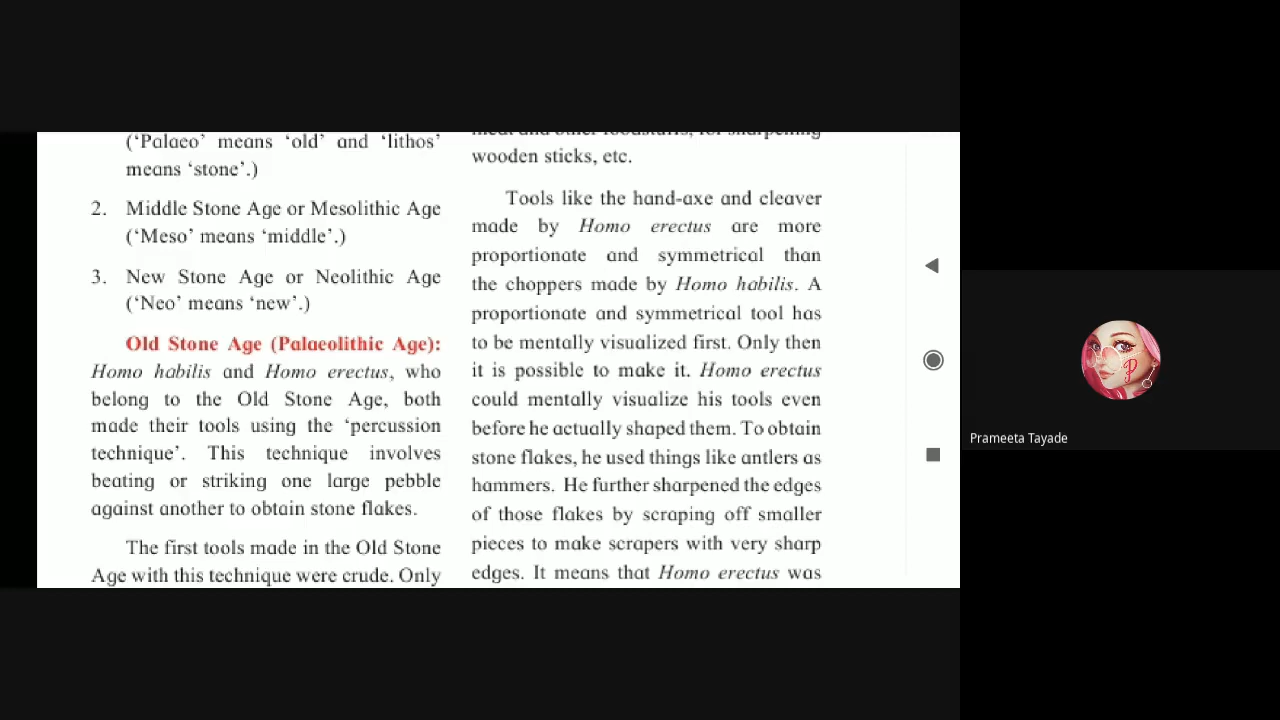 ('Palaeo' means 'old' and 'lithos'
means 'stone'.)
2. Middle Stone Age or Mesolithic Age
('Meso' means 'middle'.)
3. New Stone Age or Neolithic Age
('Neo' means 'new'.)
Old Stone Age (Palaeolithic Age):
Homo habilis and Homo erectus, who
belong to the Old Stone Age, both
made their tools using the 'percussion
technique'. This technique involves
beating or striking one large pebble
against another to obtain stone flakes.
The first tools made in the Old Stone
Age with this technique were crude. Only
meat and other foodstuffs, for sharpening
wooden sticks, etc.
Tools like the hand-axe and cleaver
made by Homo erectus are more
proportionate and symmetrical than
the choppers made by Homo habilis. A
proportionate and symmetrical tool has
to be mentally visualized first. Only then
it is possible to make it. Homo erectus
could mentally visualize his tools even
before he actually shaped them. To obtain
stone flakes, he used things like antlers as
hammers. He further sharpened the edges
of those flakes by scraping off smaller
pieces to make scrapers with very sharp
edges. It means that Homo erectus was
P
Prameeta Tayade